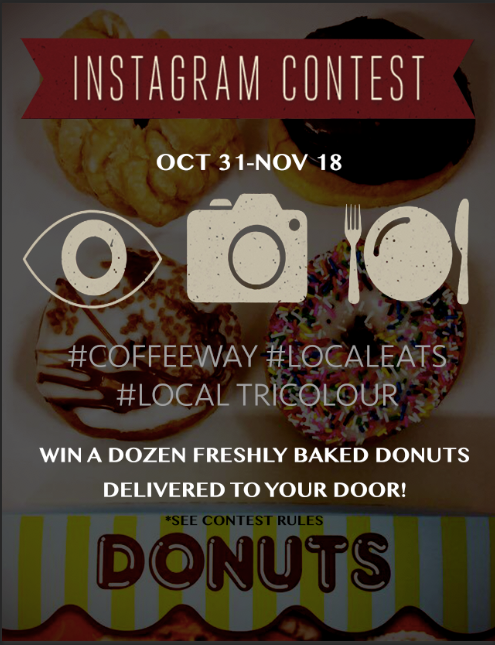 INSTAGRAM CONTEST
OCT 31-NOV 18
#COFFEEWAY #LOCALEATS
#LOCAL TRICOLOUR
WIN A DOZEN FRESHLY BAKED DONUTS
DELIVERED TO YOUR DOOR!
*SEE CONTEST RULES
DONUTS